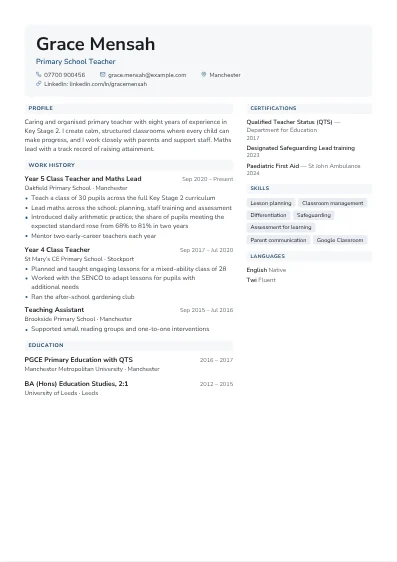 Grace Mensah
Primary School Teacher
07700 900456
grace.mensah@example.com
Manchester
LinkedIn: linkedin.com/in/gracemensah
PROFILE
Caring and organised primary teacher with eight years of experience in
Key Stage 2. I create calm, structured classrooms where every child can
make progress, and I work closely with parents and support staff. Maths
lead with a track record of raising attainment.
WORK HISTORY
Year 5 Class Teacher and Maths Lead
Sep 2020 – Present
Oakfield Primary School · Manchester
• Teach a class of 30 pupils across the full Key Stage 2 curriculum
• Lead maths across the school: planning, staff training and assessment
• Introduced daily arithmetic practice; the share of pupils meeting the
expected standard rose from 68% to 81% in two years
• Mentor two early-career teachers each year
Year 4 Class Teacher
Sep 2017 – Jul 2020
St Mary's CE Primary School · Stockport
• Planned and taught engaging lessons for a mixed-ability class of 28
• Worked with the SENCO to adapt lessons for pupils with
additional needs
• Ran the after-school gardening club
Teaching Assistant
Sep 2015 – Jul 2016
Brookside Primary School · Manchester
• Supported small reading groups and one-to-one interventions
EDUCATION
PGCE Primary Education with QTS
2016 – 2017
Manchester Metropolitan University · Manchester
BA (Hons) Education Studies, 2:1
2012 – 2015
University of Leeds · Leeds
CERTIFICATIONS
Qualified Teacher Status (QTS) —
Department for Education
2017
Designated Safeguarding Lead training
2023
Paediatric First Aid — St John Ambulance
2024
SKILLS
Lesson planning
Classroom management
Differentiation
Safeguarding
Assessment for learning
Parent communication
Google Classroom
LANGUAGES
English Native
Twi Fluent